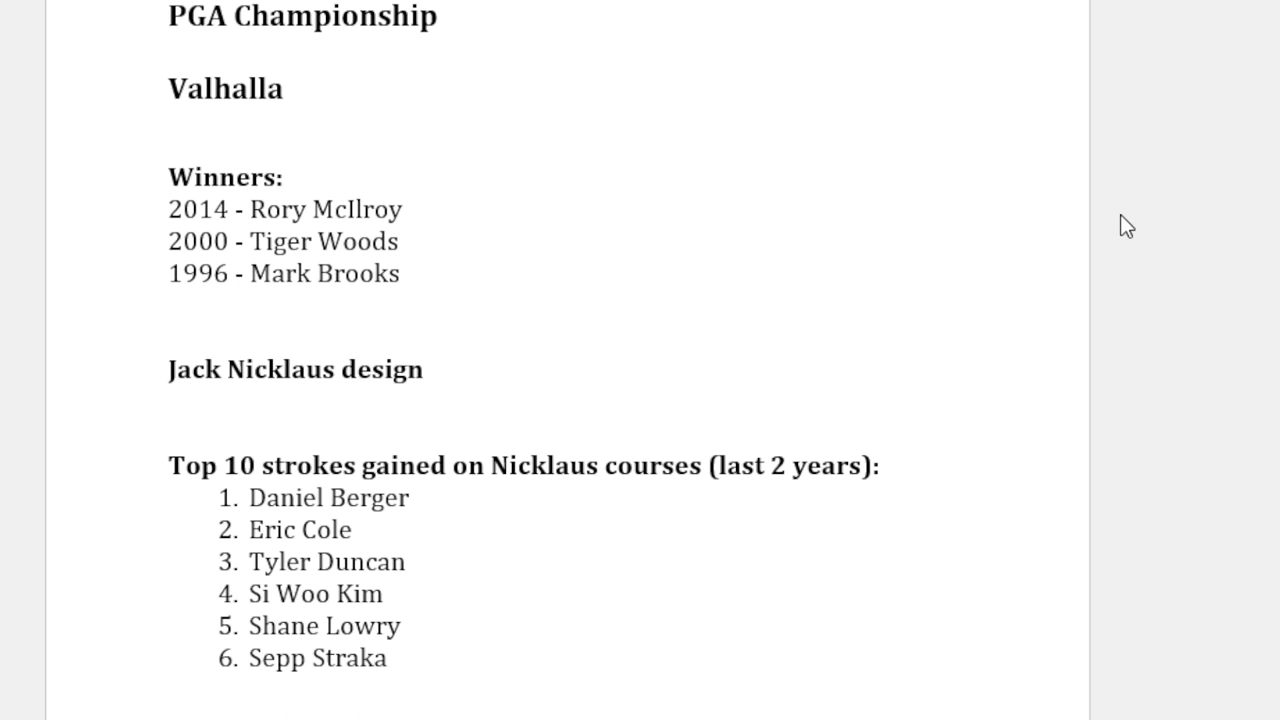 PGA Championship
Valhalla
Winners:
2014 - Rory McIlroy
2000 - Tiger Woods
1996 - Mark Brooks
Jack Nicklaus design
Top 10 strokes gained on Nicklaus courses (last 2 years):
1. Daniel Berger
2. Eric Cole
3. Tyler Duncan
4. Si Woo Kim
5. Shane Lowry
6. Sepp Straka